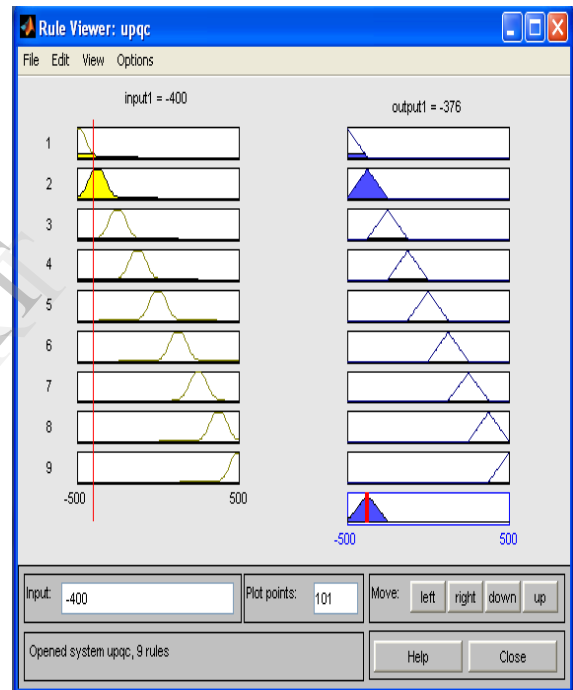 Rule Viewer: upqc
File Edit View Options
input1 = -400
output1 = -376
1
2
3
4
5
6
7
8
9
-500 500
-500 500
Input: -400
Plot points: 101
Move: left right down up
Opened system upqc, 9 rules
Help Close